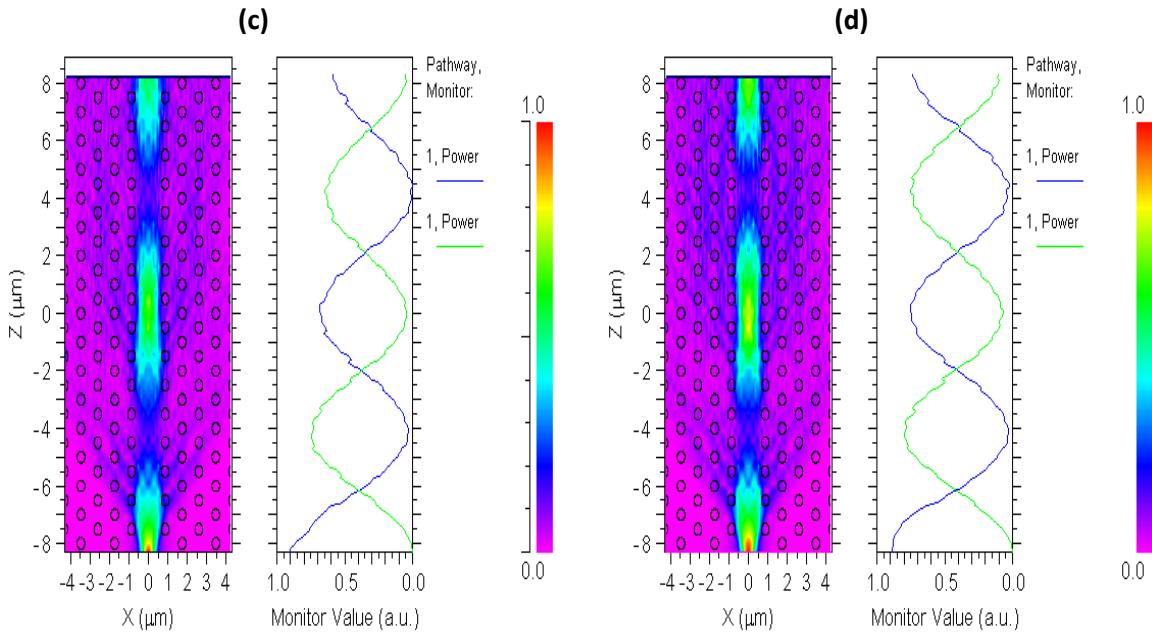 (c)
Pathway,
Monitor:
1.0
1, Power
1, Power
0.0
8
6
4
2
0
-2
-4
-6
-8
Z (µm)
-4 -3 -2 -1 0 1 2 3 4
X (µm)
1.0 0.5 0.0
Monitor Value (a.u.)
(d)
Pathway,
Monitor:
1.0
1, Power
1, Power
0.0
8
6
4
2
0
-2
-4
-6
-8
Z (µm)
-4 -3 -2 -1 0 1 2 3 4
X (µm)
1.0 0.5 0.0
Monitor Value (a.u.)